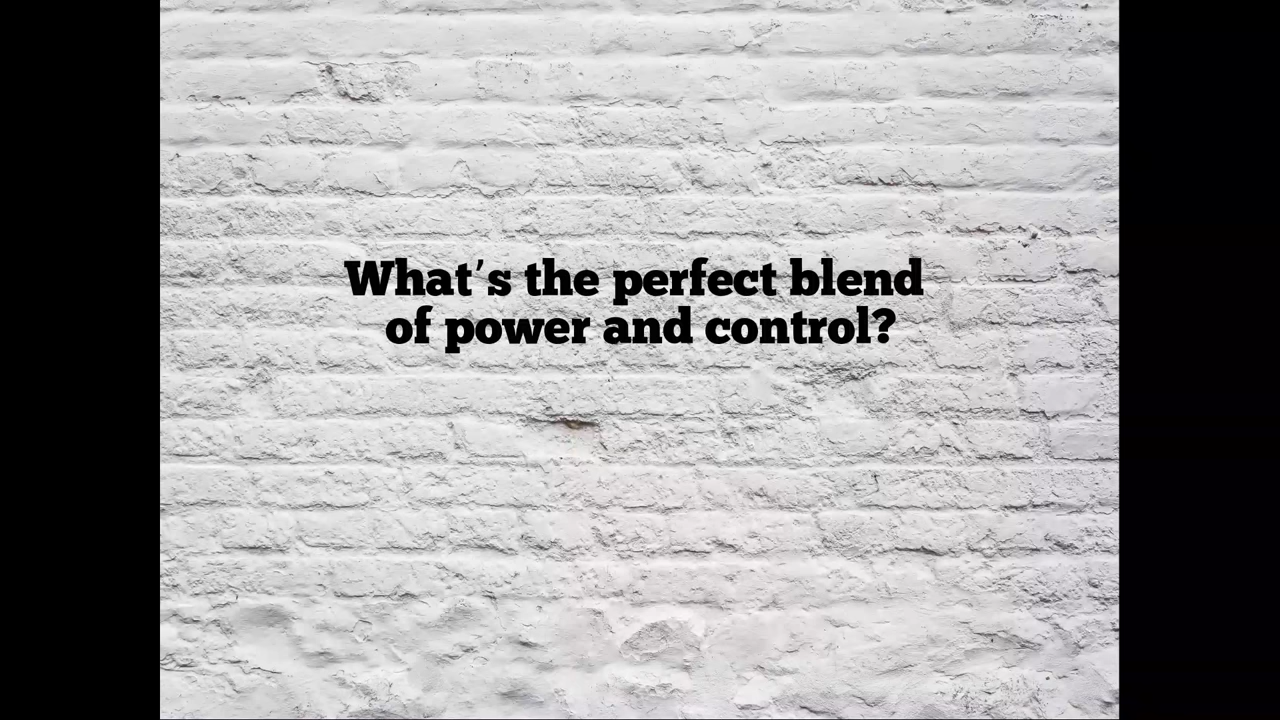 What's the perfect blend
of power and control?